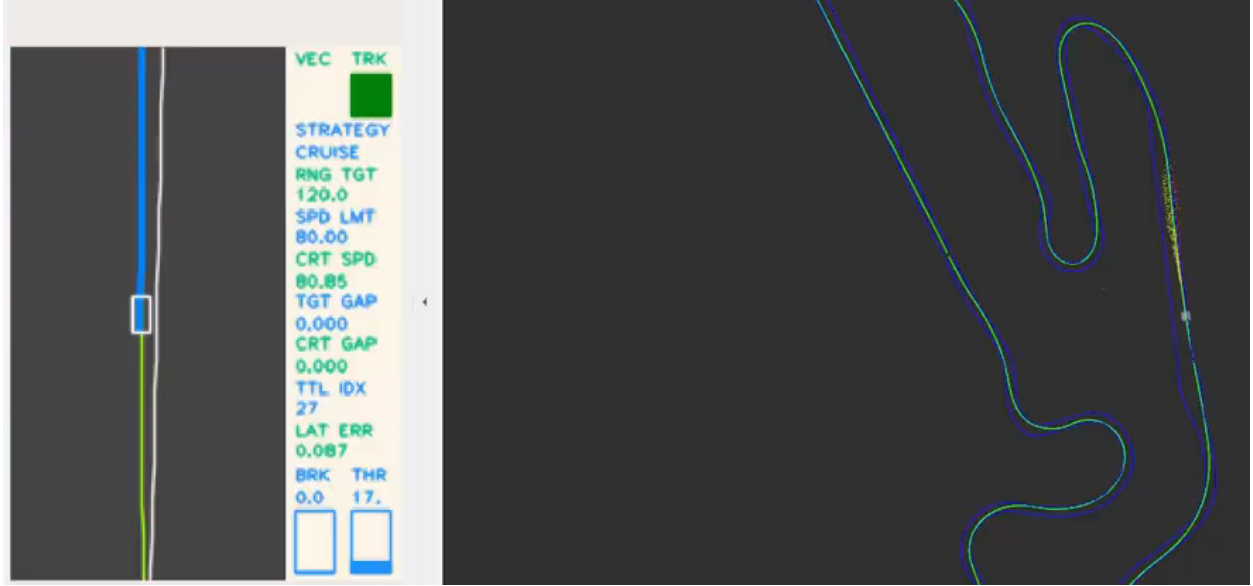 VEC TRK
STRATEGY
CRUISE
RNG TGT
120.0
SPD LMT
80.00
CRT SPD
80.85
TGT GAP
0.000
CRT GAP
0.000
TTL IDX
27
LAT ERR
0.087
BRK THR
0.0 17.